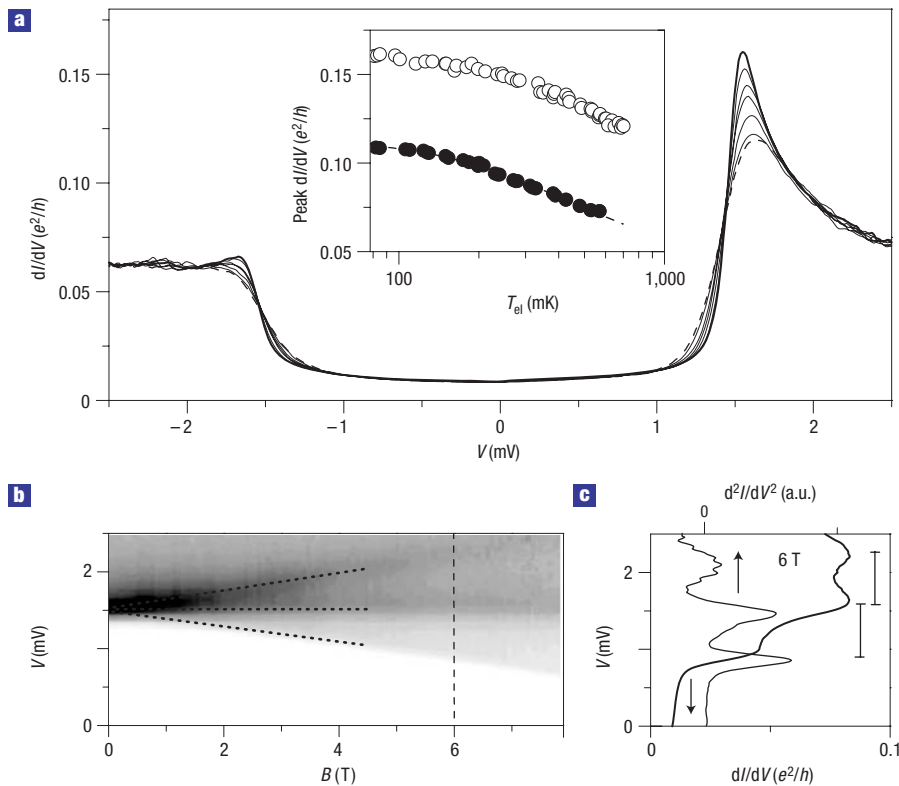 a
0.15
0.10
0.05
0
dI/dV (e²/h)
−2
−1
0
1
2
V (mV)
0.15
0.10
0.05
Peak dI/dV (e²/h)
100
1,000
T_el (mK)
b
2
0
V (mV)
0
2
4
6
B (T)
c
d²I/dV² (a.u.)
0
6 T
2
0
V (mV)
0
0.1
dI/dV (e²/h)